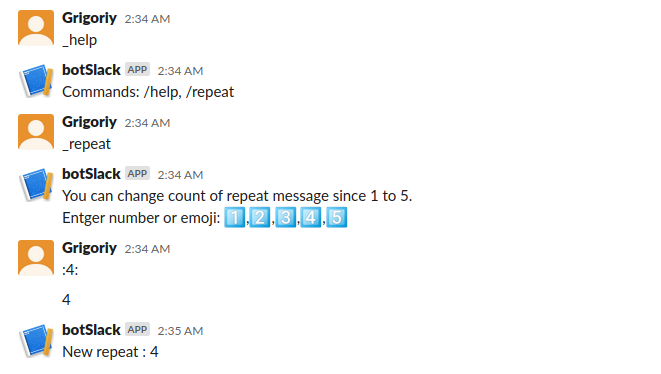 Grigoriy 2:34 AM
_help
botSlack APP 2:34 AM
Commands: /help, /repeat
Grigoriy 2:34 AM
_repeat
botSlack APP 2:34 AM
You can change count of repeat message since 1 to 5.
Entger number or emoji: 1️⃣,2️⃣,3️⃣,4️⃣,5️⃣
Grigoriy 2:34 AM
:4:
4
botSlack APP 2:35 AM
New repeat : 4